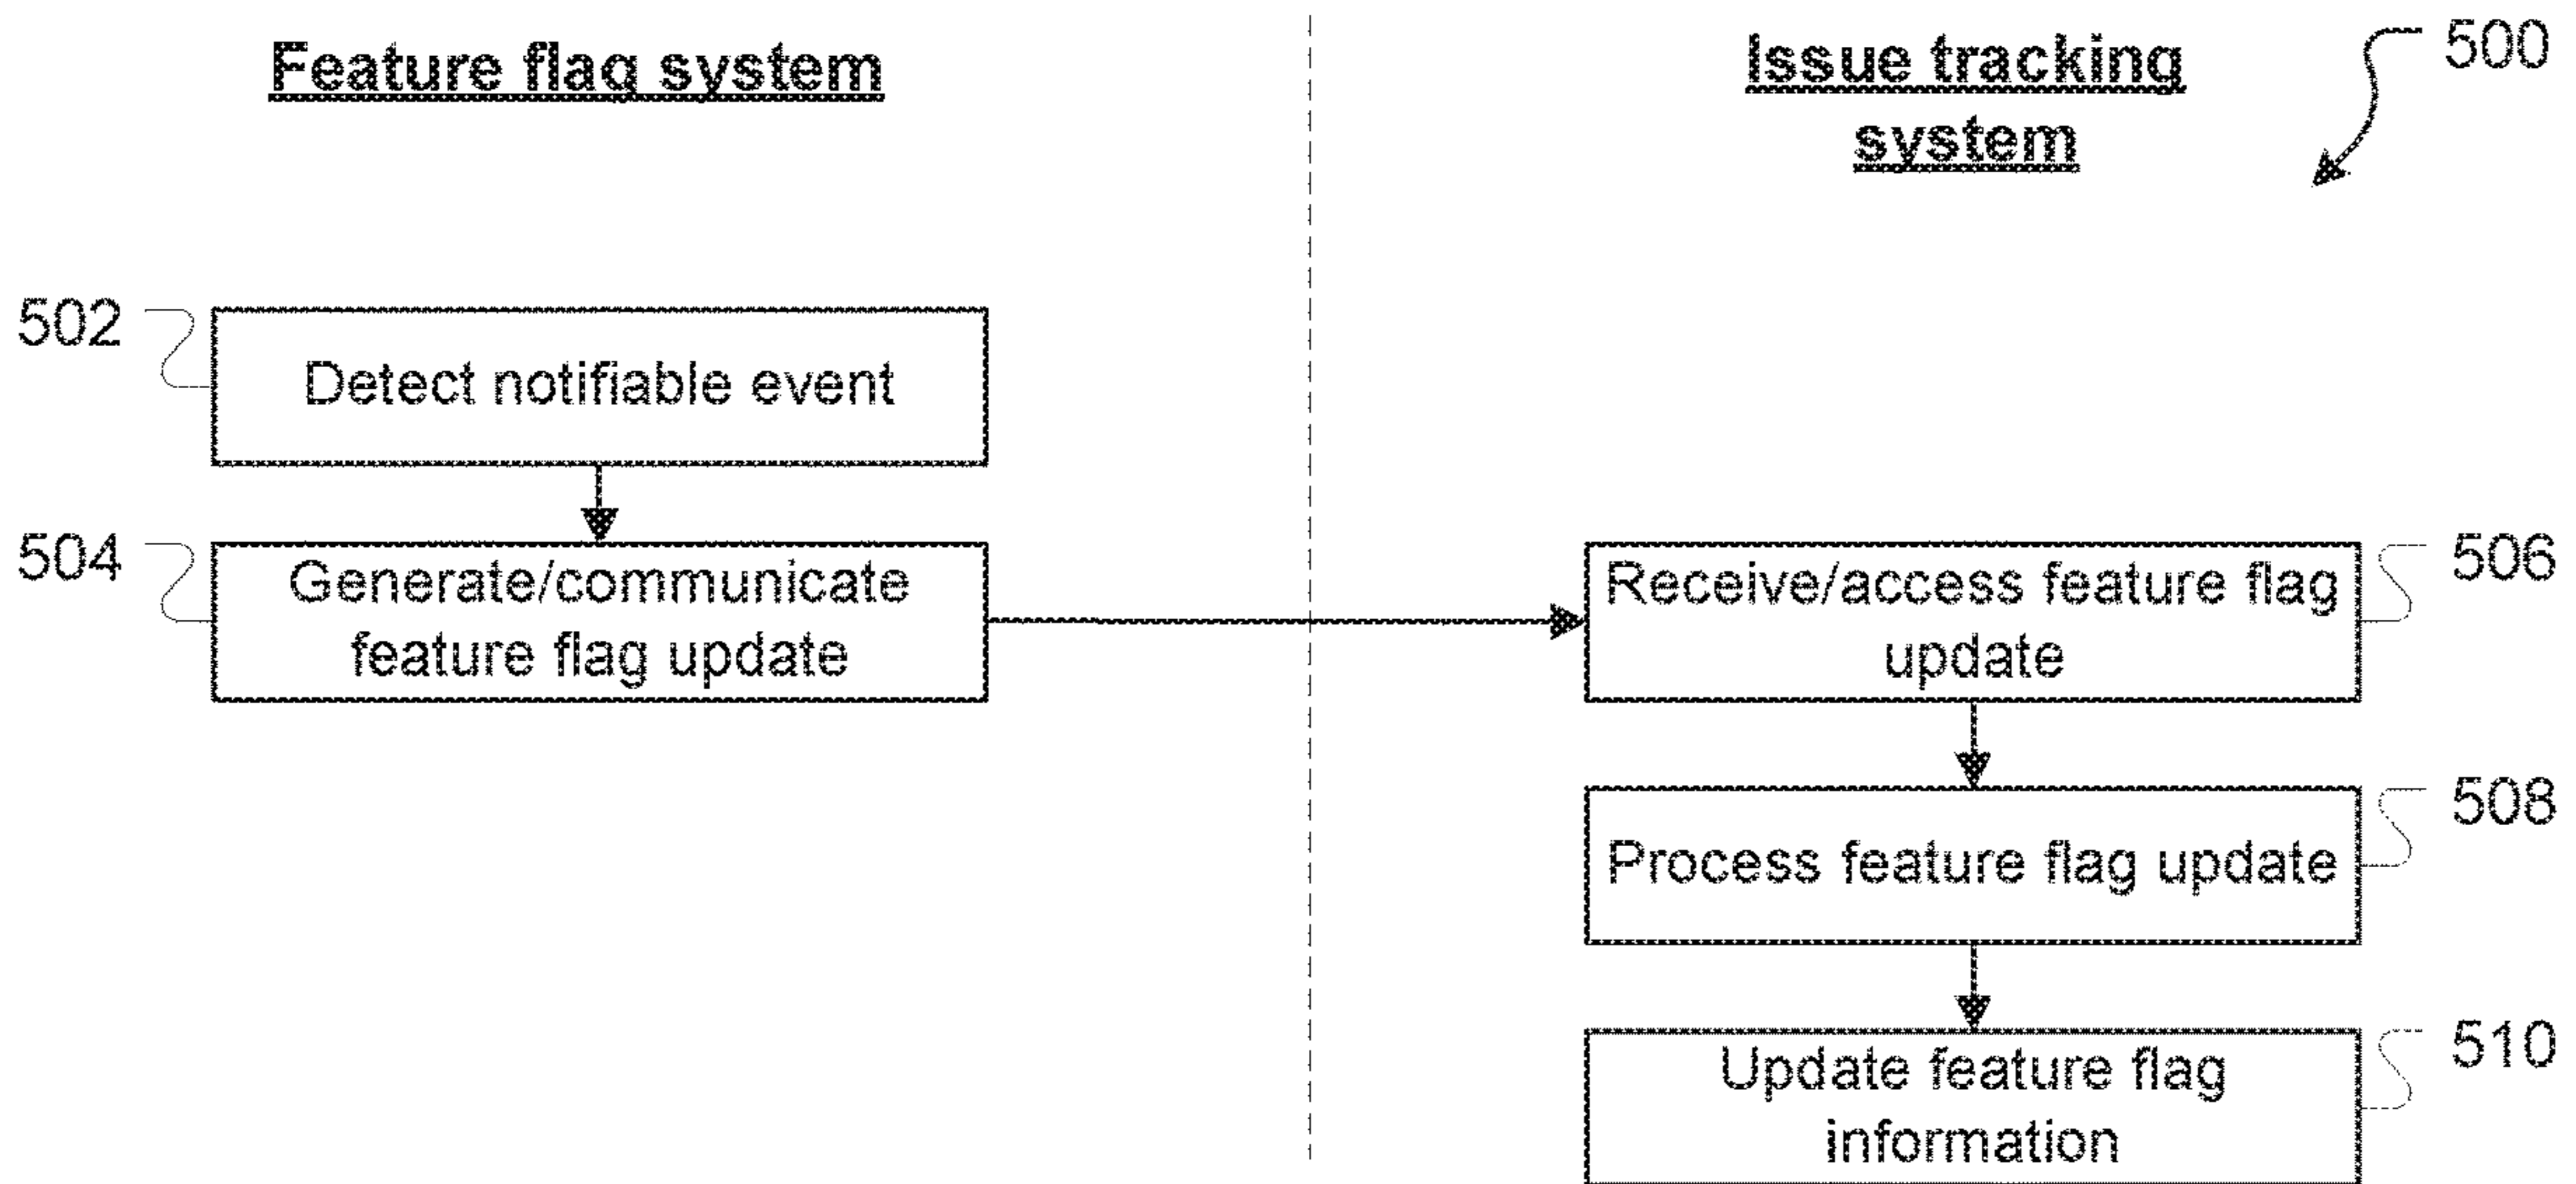 Feature flag system
Issue tracking
system
500
502
Detect notifiable event
504
Generate/communicate
feature flag update
506
Receive/access feature flag
update
508
Process feature flag update
510
Update feature flag
information